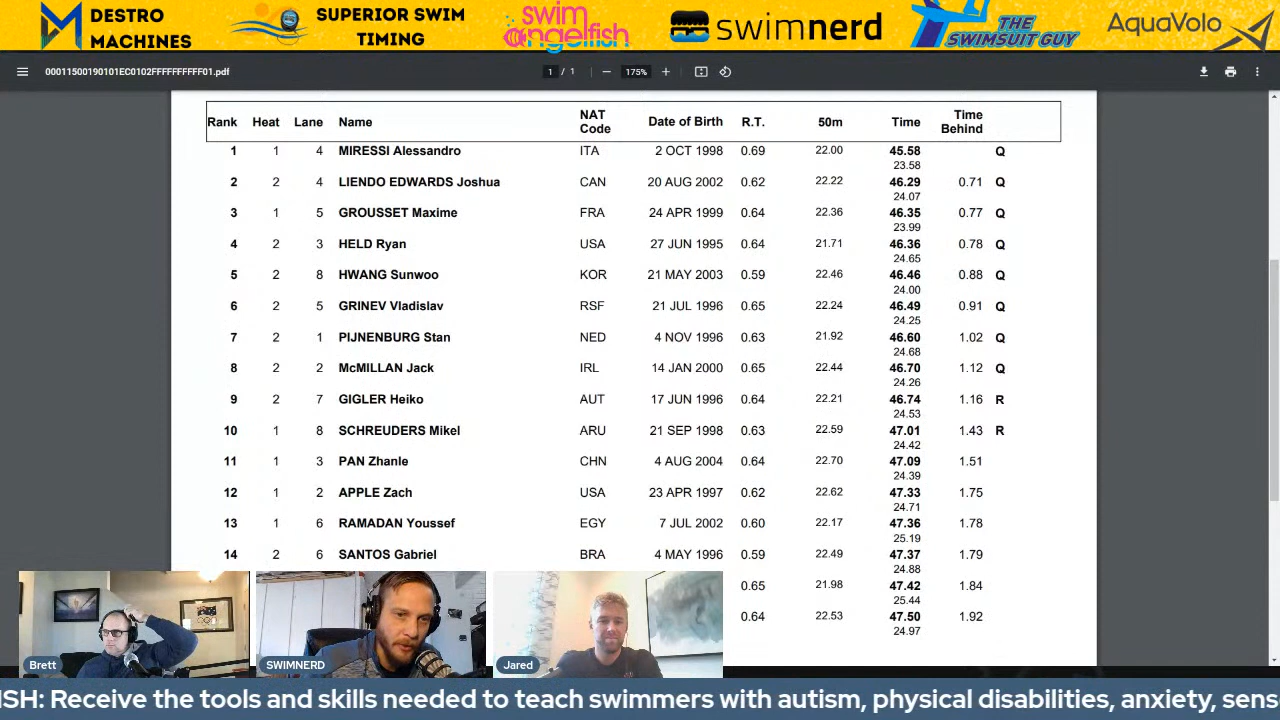 DESTRO
MACHINES
SUPERIOR SWIM
TIMING
swim
angelfish
swimnerd
THE
SWIMSUIT GUY
AquaVolo
00011500190101EC0102FFFFFFFFFF01.pdf
1 / 1
175%
Rank Heat Lane Name NAT Code Date of Birth R.T. 50m Time Time Behind
1 1 4 MIRESSI Alessandro ITA 2 OCT 1998 0.69 22.00 45.58 Q
23.58
2 2 4 LIENDO EDWARDS Joshua CAN 20 AUG 2002 0.62 22.22 46.29 0.71 Q
24.07
3 1 5 GROUSSET Maxime FRA 24 APR 1999 0.64 22.36 46.35 0.77 Q
23.99
4 2 3 HELD Ryan USA 27 JUN 1995 0.64 21.71 46.36 0.78 Q
24.65
5 2 8 HWANG Sunwoo KOR 21 MAY 2003 0.59 22.46 46.46 0.88 Q
24.00
6 2 5 GRINEV Vladislav RSF 21 JUL 1996 0.65 22.24 46.49 0.91 Q
24.25
7 2 1 PIJNENBURG Stan NED 4 NOV 1996 0.63 21.92 46.60 1.02 Q
24.68
8 2 2 McMILLAN Jack IRL 14 JAN 2000 0.65 22.44 46.70 1.12 Q
24.26
9 2 7 GIGLER Heiko AUT 17 JUN 1996 0.64 22.21 46.74 1.16 R
24.53
10 1 8 SCHREUDERS Mikel ARU 21 SEP 1998 0.63 22.59 47.01 1.43 R
24.42
11 1 3 PAN Zhanle CHN 4 AUG 2004 0.64 22.70 47.09 1.51
24.39
12 1 2 APPLE Zach USA 23 APR 1997 0.62 22.62 47.33 1.75
24.71
13 1 6 RAMADAN Youssef EGY 7 JUL 2002 0.60 22.17 47.36 1.78
25.19
14 2 6 SANTOS Gabriel BRA 4 MAY 1996 0.59 22.49 47.37 1.79
24.88
0.65 21.98 47.42 1.84
25.44
0.64 22.53 47.50 1.92
24.97
Brett
SWIMNERD
Jared
ISH: Receive the tools and skills needed to teach swimmers with autism, physical disabilities, anxiety, sens